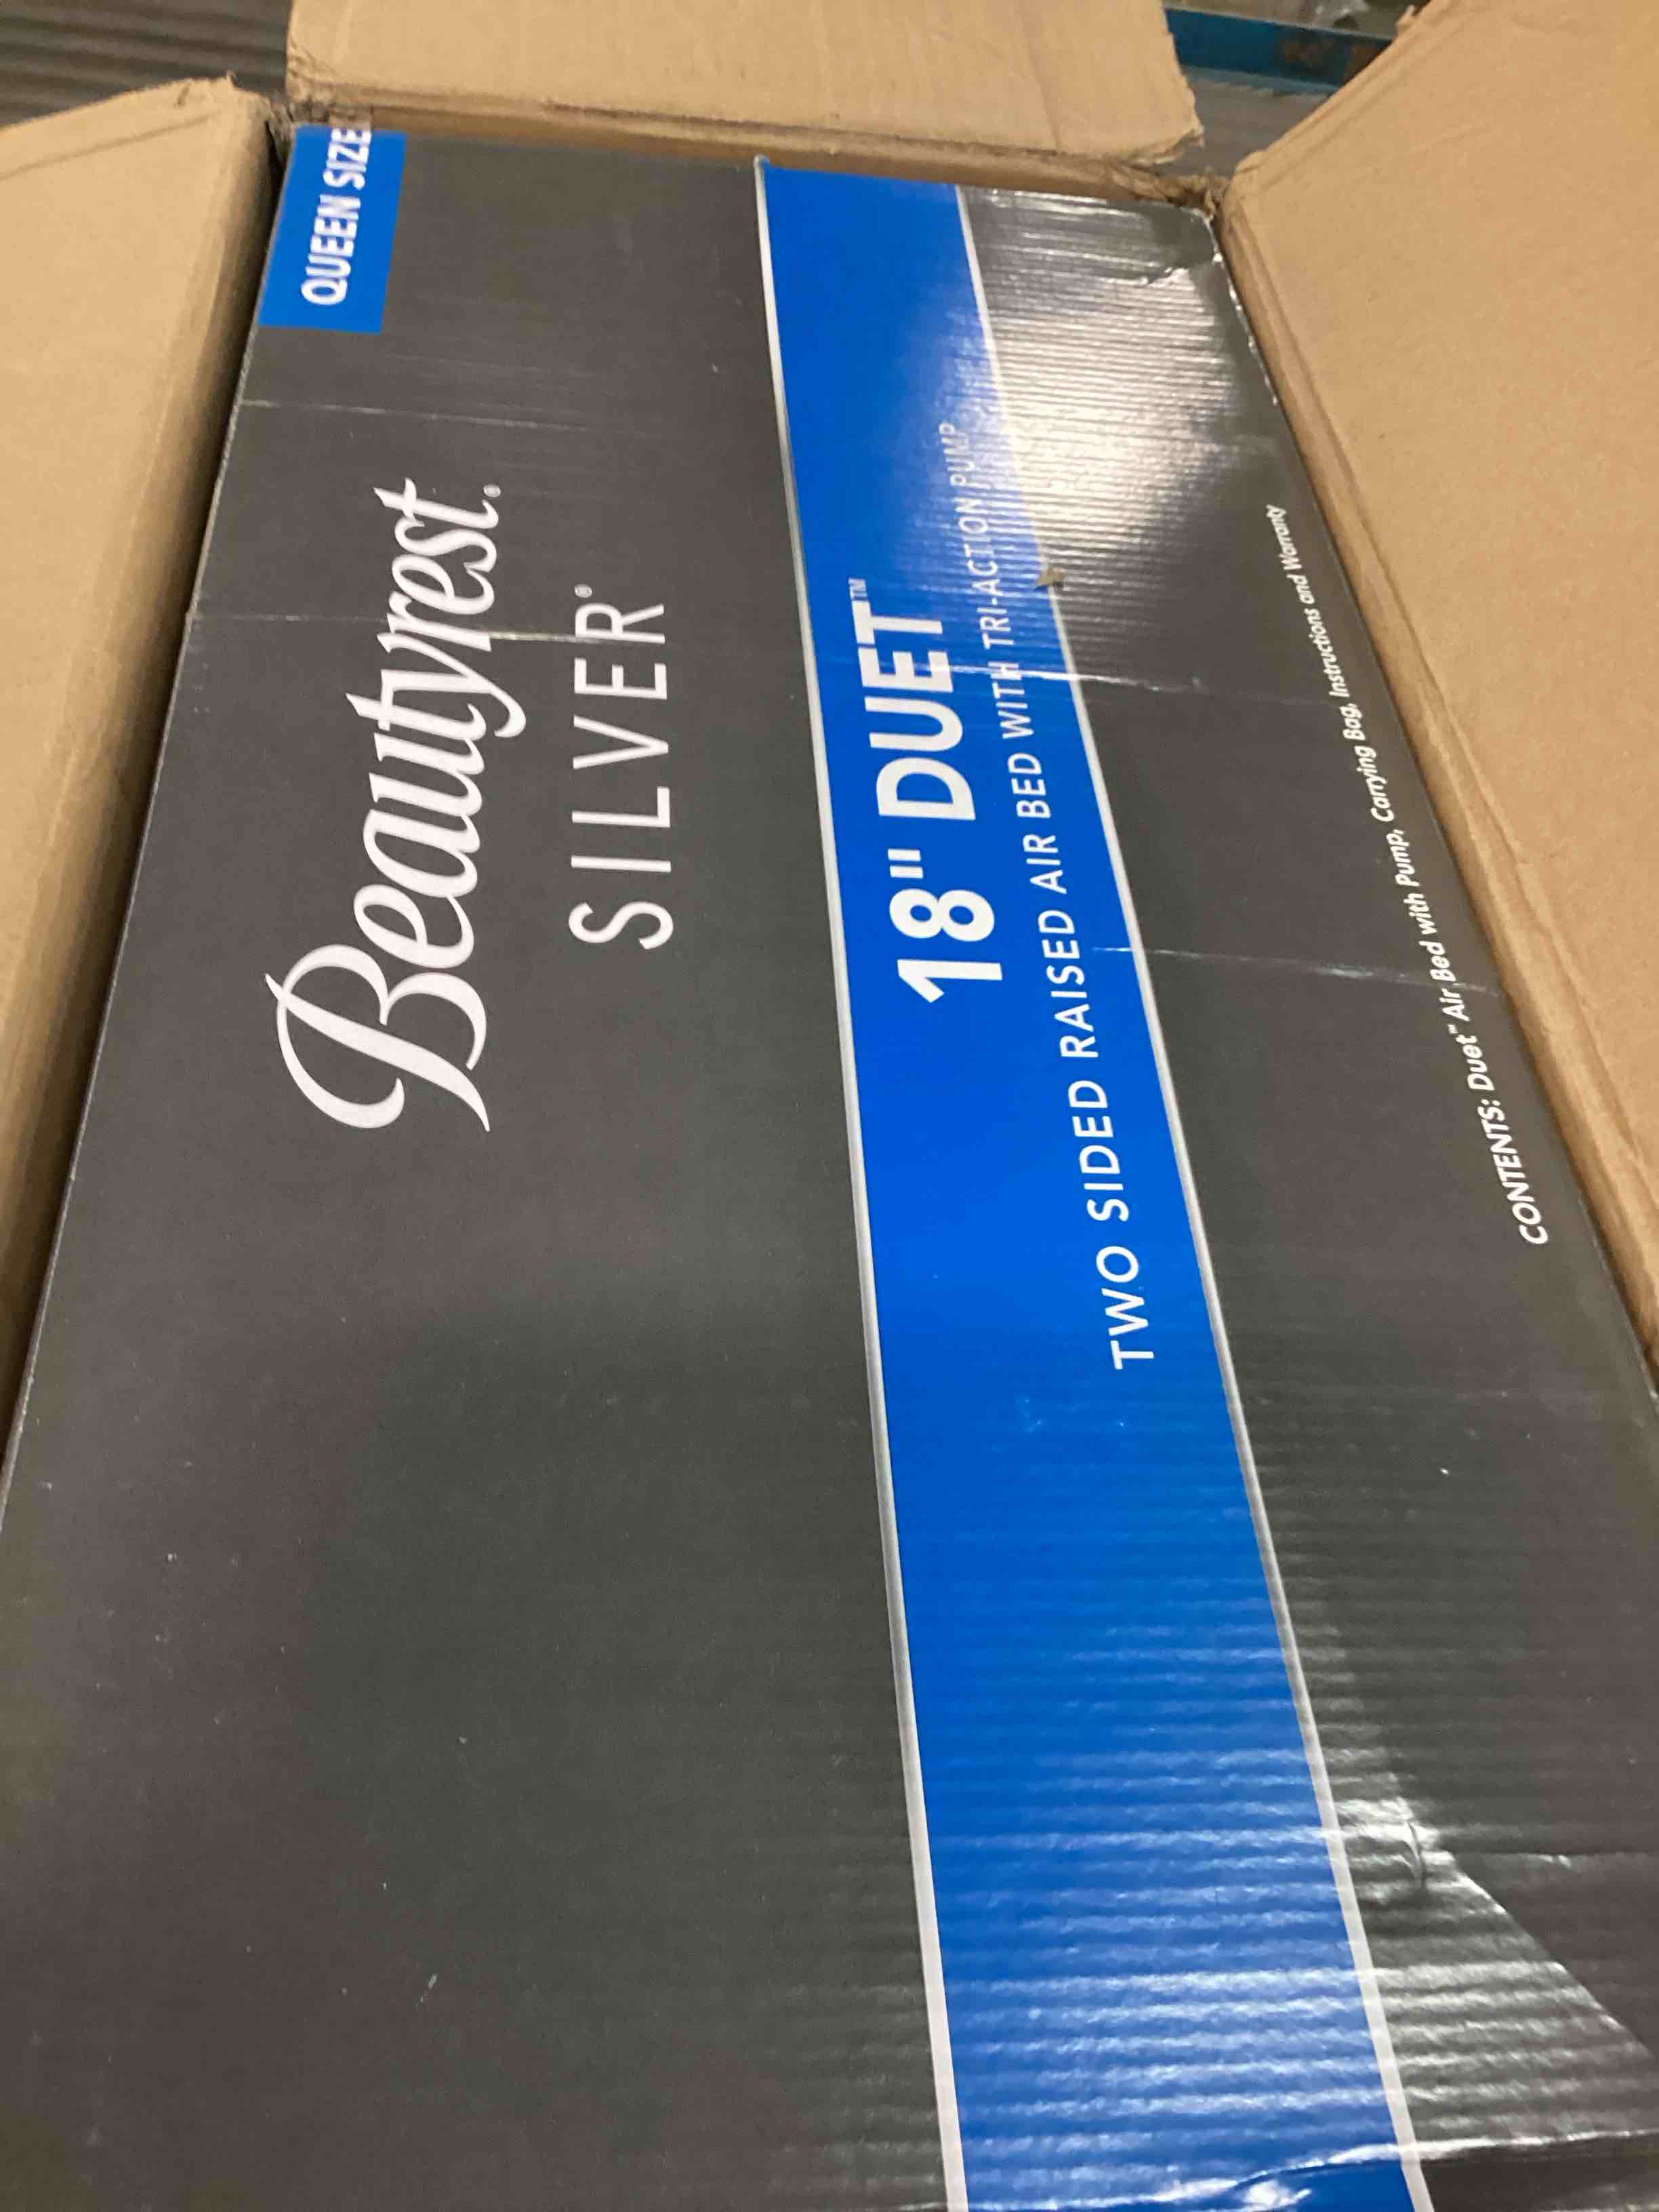 QUEEN SIZE
Beautyrest®
SILVER®
18" DUET™
TWO SIDED RAISED AIR BED WITH TRI-ACTION PUMP
CONTENTS: Duet™ Air Bed with Pump, Carrying Bag, Instructions and Warranty